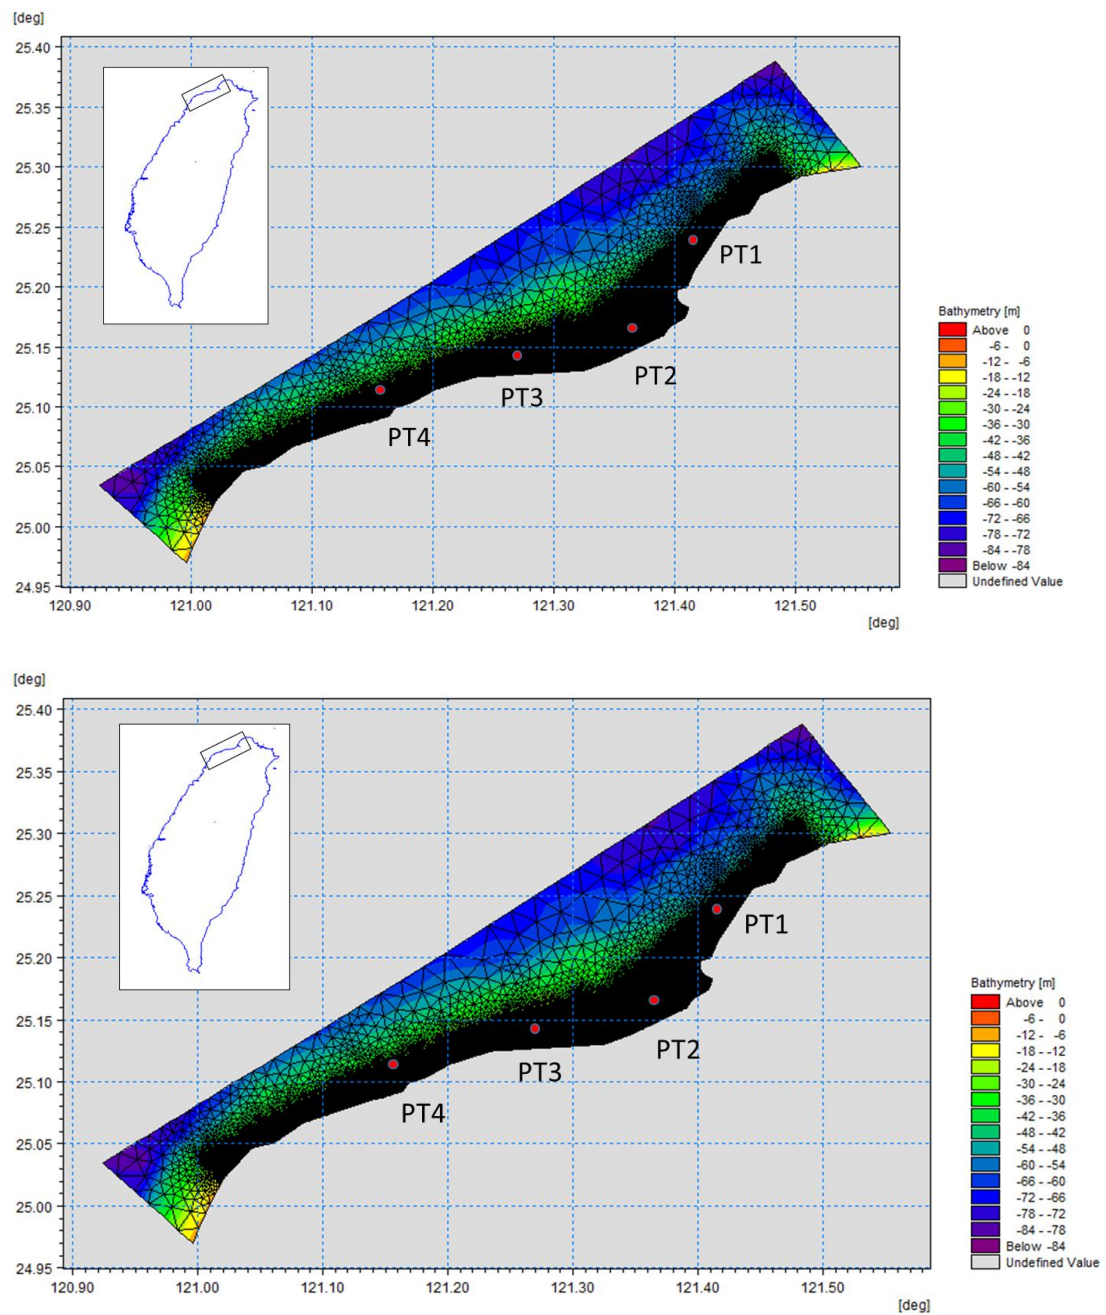 [deg]
25.40
25.35
25.30
25.25
25.20
25.15
25.10
25.05
25.00
24.95
PT1
PT2
PT3
PT4
120.90 121.00 121.10 121.20 121.30 121.40 121.50
[deg]
Bathymetry [m]
Above 0
-6 - 0
-12 - -6
-18 - -12
-24 - -18
-30 - -24
-36 - -30
-42 - -36
-48 - -42
-54 - -48
-60 - -54
-66 - -60
-72 - -66
-78 - -72
-84 - -78
Below -84
Undefined Value
[deg]
25.40
25.35
25.30
25.25
25.20
25.15
25.10
25.05
25.00
24.95
PT1
PT2
PT3
PT4
120.90 121.00 121.10 121.20 121.30 121.40 121.50
[deg]
Bathymetry [m]
Above 0
-6 - 0
-12 - -6
-18 - -12
-24 - -18
-30 - -24
-36 - -30
-42 - -36
-48 - -42
-54 - -48
-60 - -54
-66 - -60
-72 - -66
-78 - -72
-84 - -78
Below -84
Undefined Value